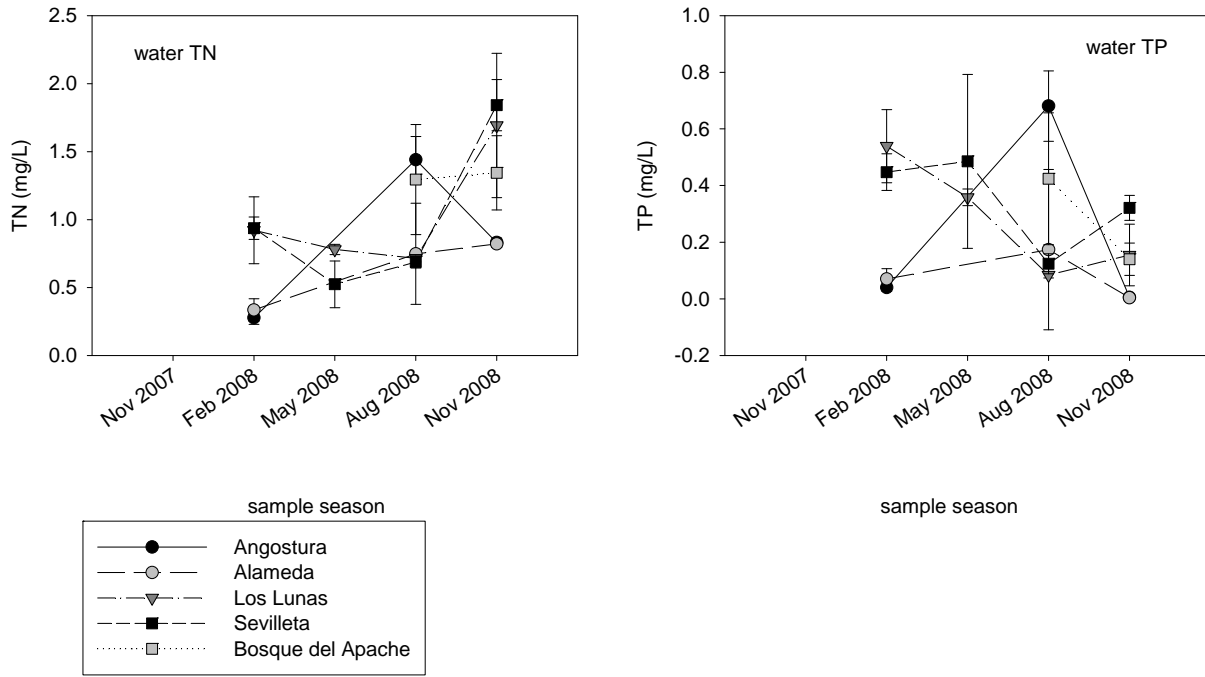 2.5
2.0
1.5
1.0
0.5
0.0
TN (mg/L)
water TN
Nov 2007
Feb 2008
May 2008
Aug 2008
Nov 2008
sample season
1.0
0.8
0.6
0.4
0.2
0.0
-0.2
TP (mg/L)
water TP
Nov 2007
Feb 2008
May 2008
Aug 2008
Nov 2008
sample season
Angostura
Alameda
Los Lunas
Sevilleta
Bosque del Apache